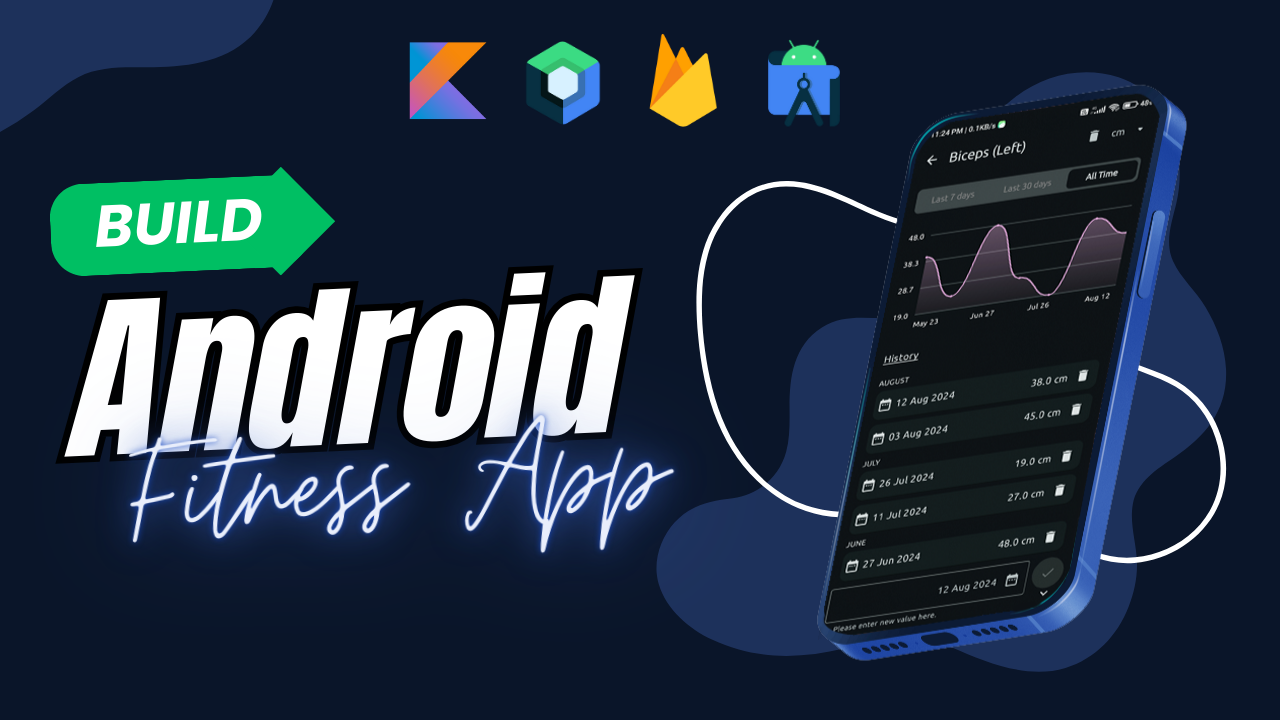 BUILD
Android
Fitness App
11:24 PM | 0.1KB/s
48%
Biceps (Left)
cm
Last 7 days
Last 30 days
All Time
48.0
38.3
28.7
19.0
May 23
Jun 27
Jul 26
Aug 12
History
AUGUST
12 Aug 2024
38.0 cm
03 Aug 2024
45.0 cm
JULY
26 Jul 2024
19.0 cm
11 Jul 2024
27.0 cm
JUNE
27 Jun 2024
48.0 cm
12 Aug 2024
Please enter new value here.